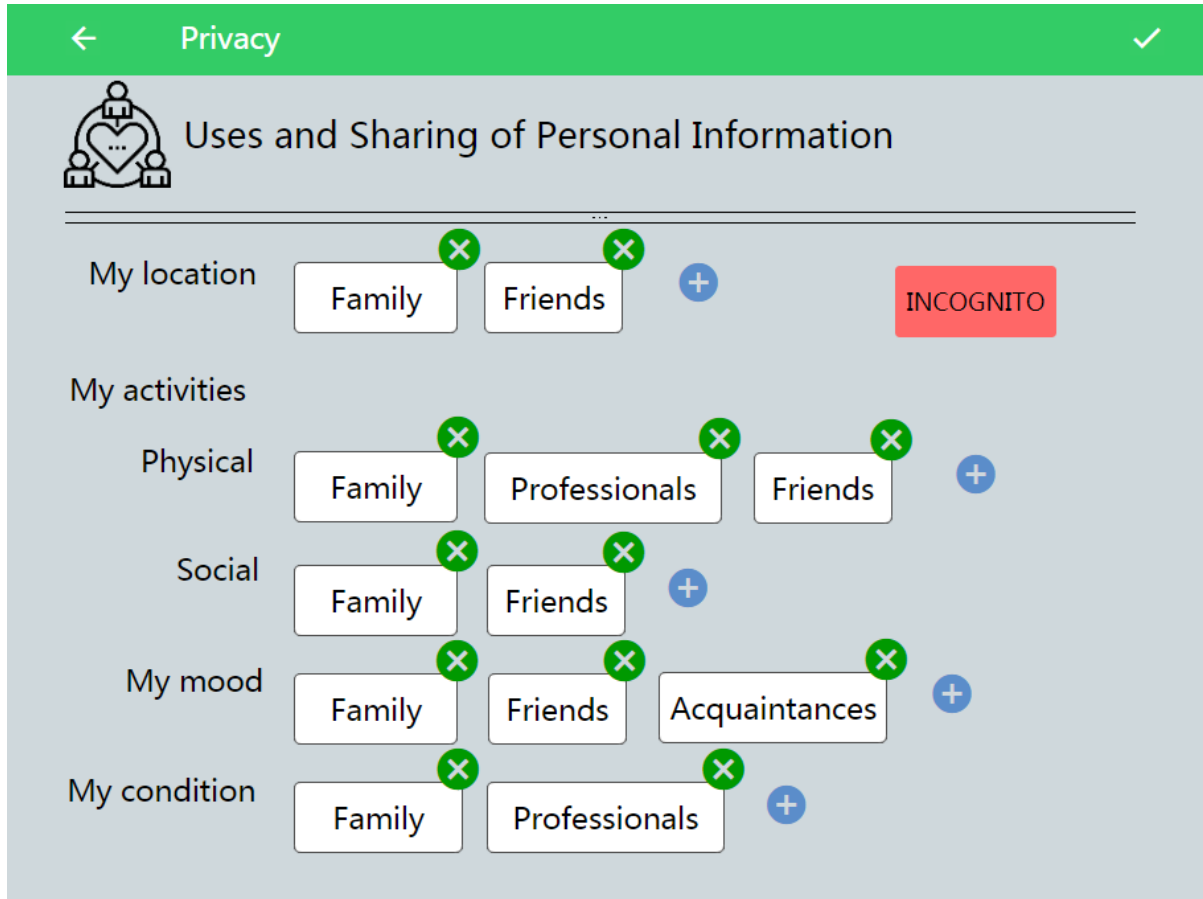 Privacy
Uses and Sharing of Personal Information
My location Family Friends INCOGNITO
My activities
Physical Family Professionals Friends
Social Family Friends
My mood Family Friends Acquaintances
My condition Family Professionals